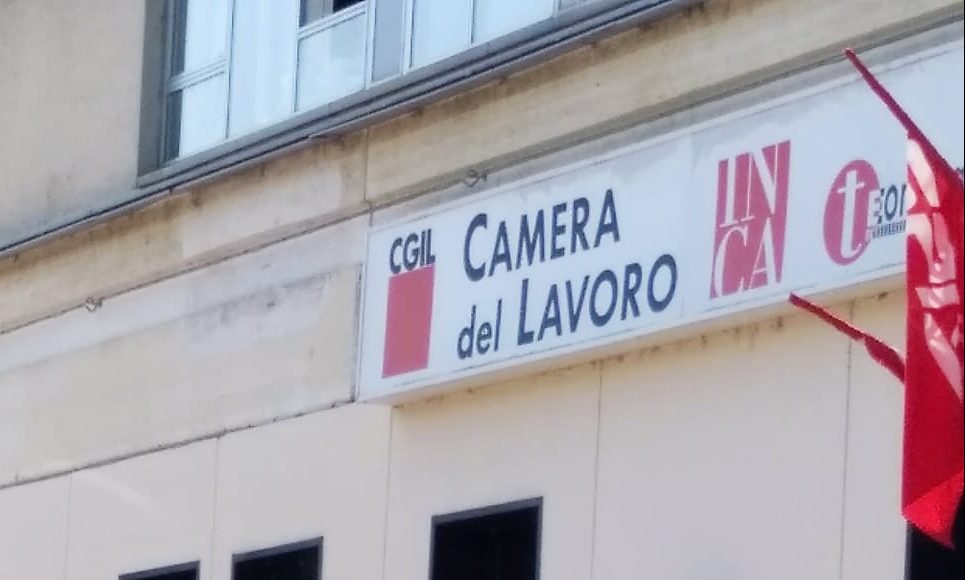 CGIL
CAMERA
del LAVORO
INCA
t